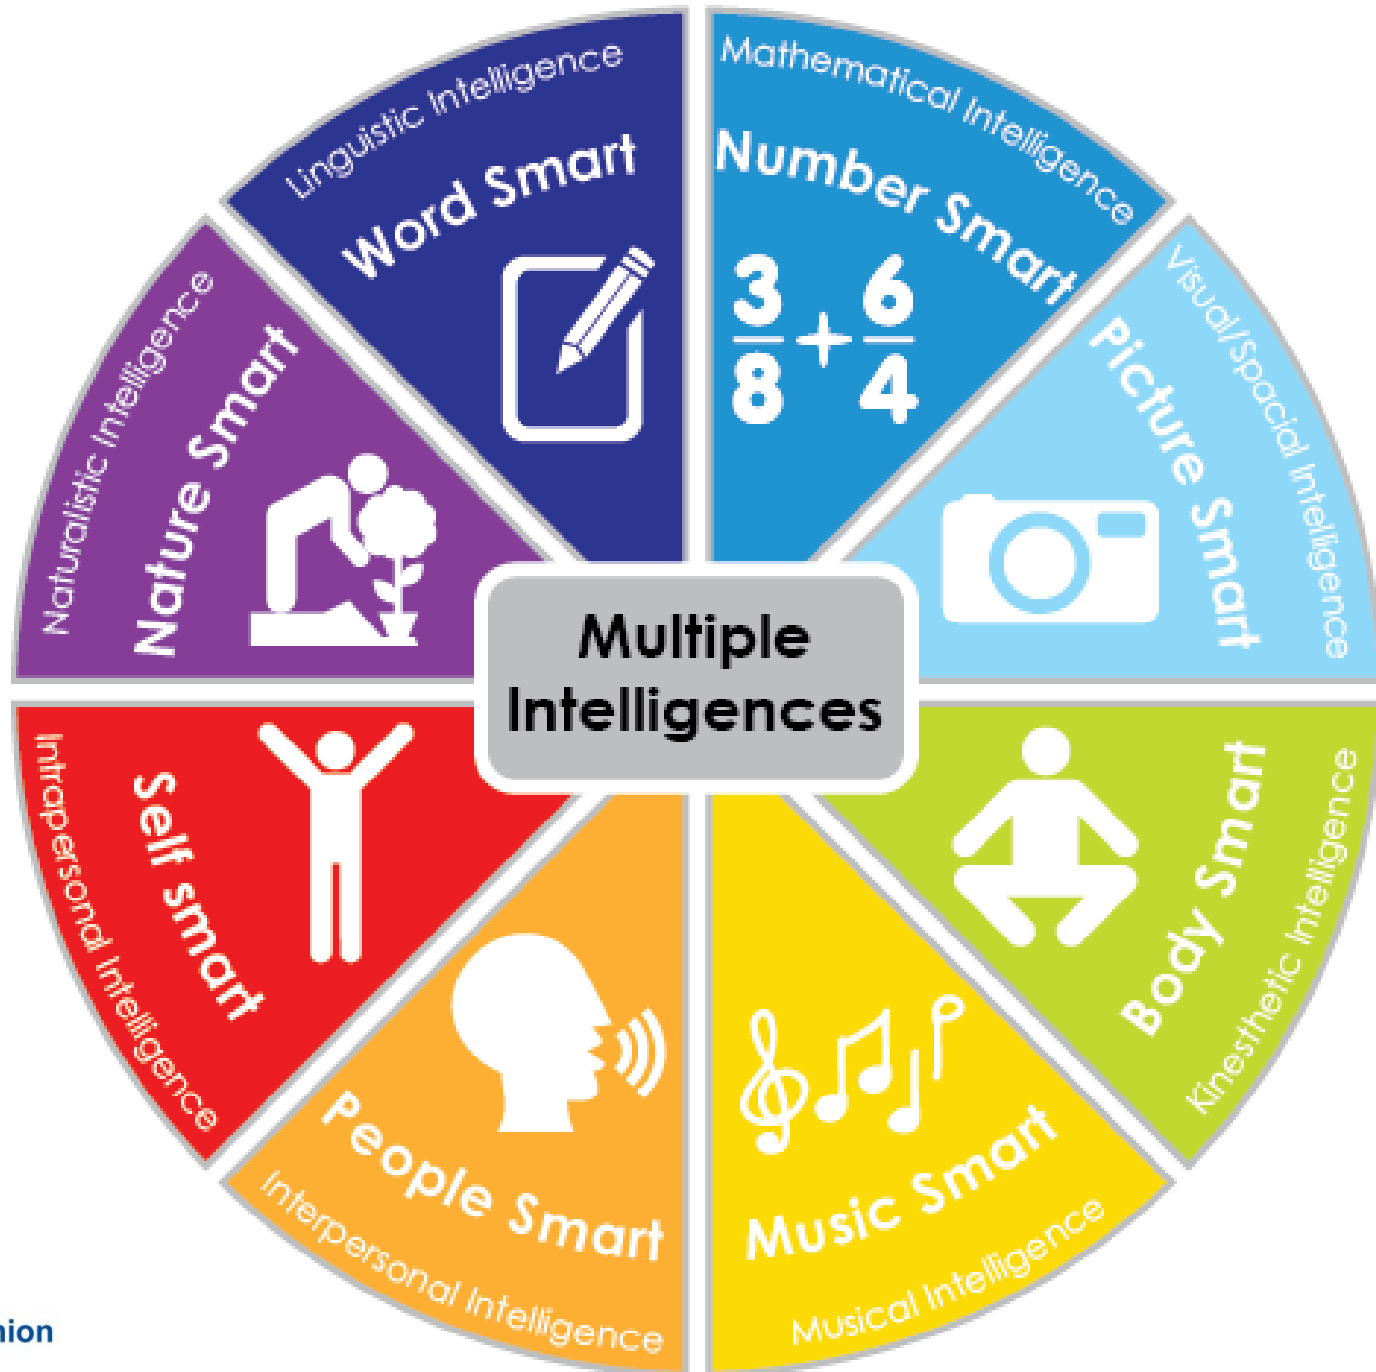 Linguistic Intelligence
Word Smart
Mathematical Intelligence
Number Smart
3/8 + 6/4
Visual/Spacial Intelligence
Picture Smart
Naturalistic Intelligence
Nature Smart
Multiple
Intelligences
Intrapersonal Intelligence
Self smart
Body Smart
Kinesthetic Intelligence
People Smart
Interpersonal Intelligence
Music Smart
Musical Intelligence